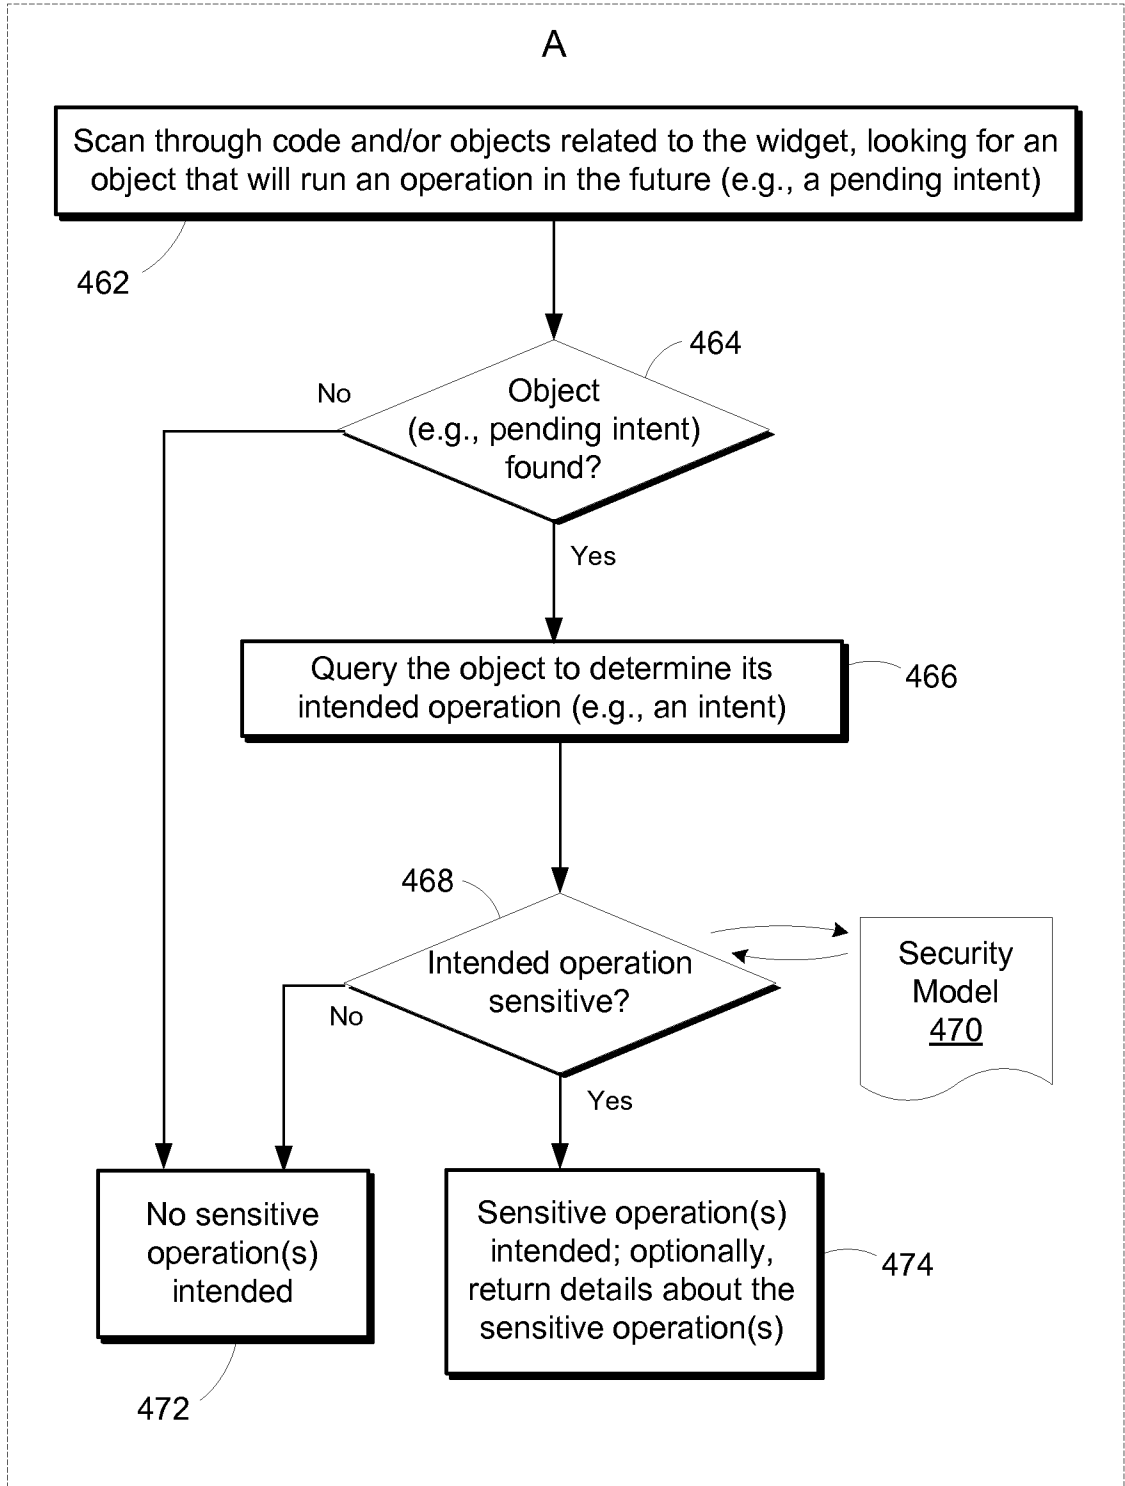 A
Scan through code and/or objects related to the widget, looking for an
object that will run an operation in the future (e.g., a pending intent)
462
464
No
Object
(e.g., pending intent)
found?
Yes
Query the object to determine its
intended operation (e.g., an intent)
466
468
Intended operation
sensitive?
No
Security
Model
470
Yes
No sensitive
operation(s)
intended
Sensitive operation(s)
intended; optionally,
return details about the
sensitive operation(s)
474
472